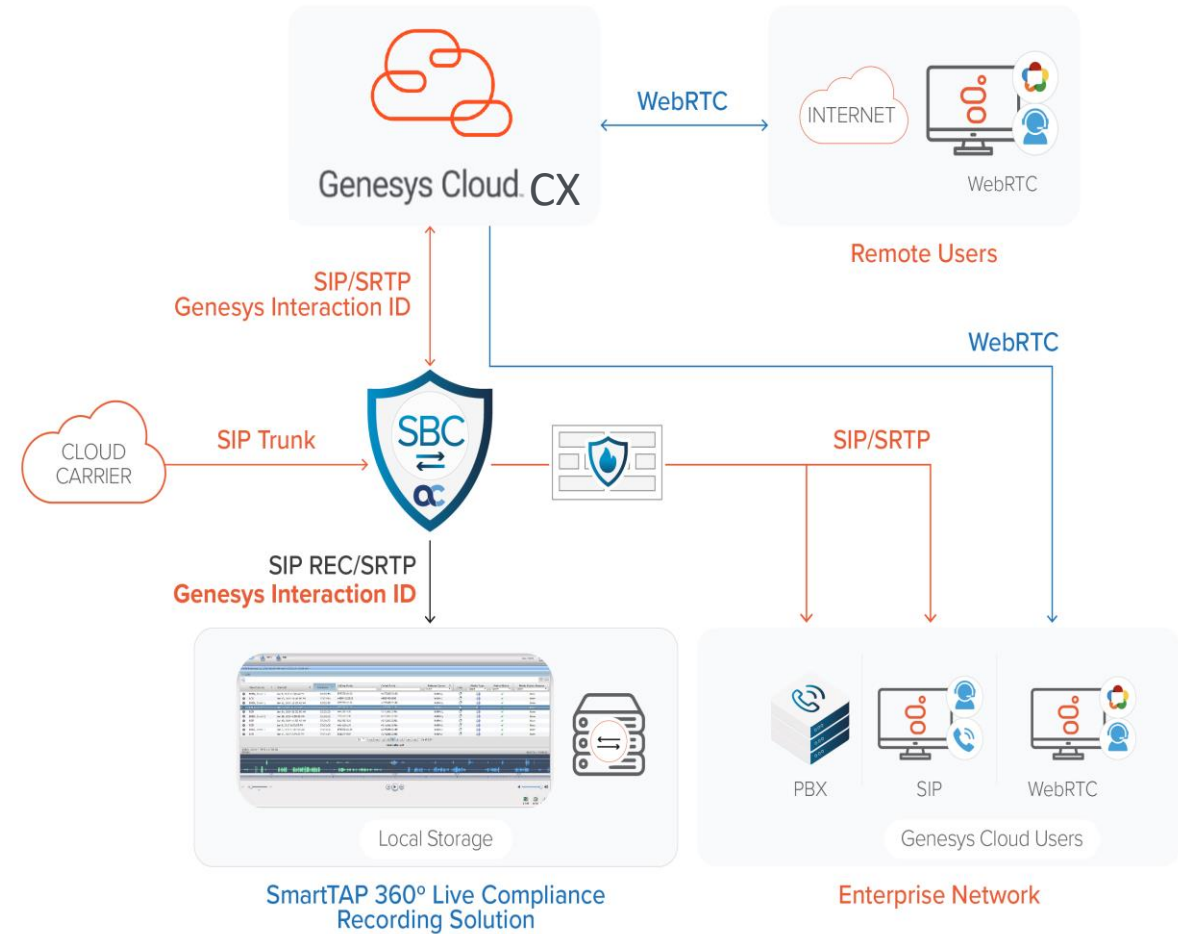 Genesys Cloud™ CX
WebRTC
INTERNET
WebRTC
Remote Users
SIP/SRTP
Genesys Interaction ID
WebRTC
CLOUD
CARRIER
SIP Trunk
SBC
SIP/SRTP
SIP REC/SRTP
Genesys Interaction ID
PBX
SIP
WebRTC
Local Storage
Genesys Cloud Users
SmartTAP 360º Live Compliance
Recording Solution
Enterprise Network